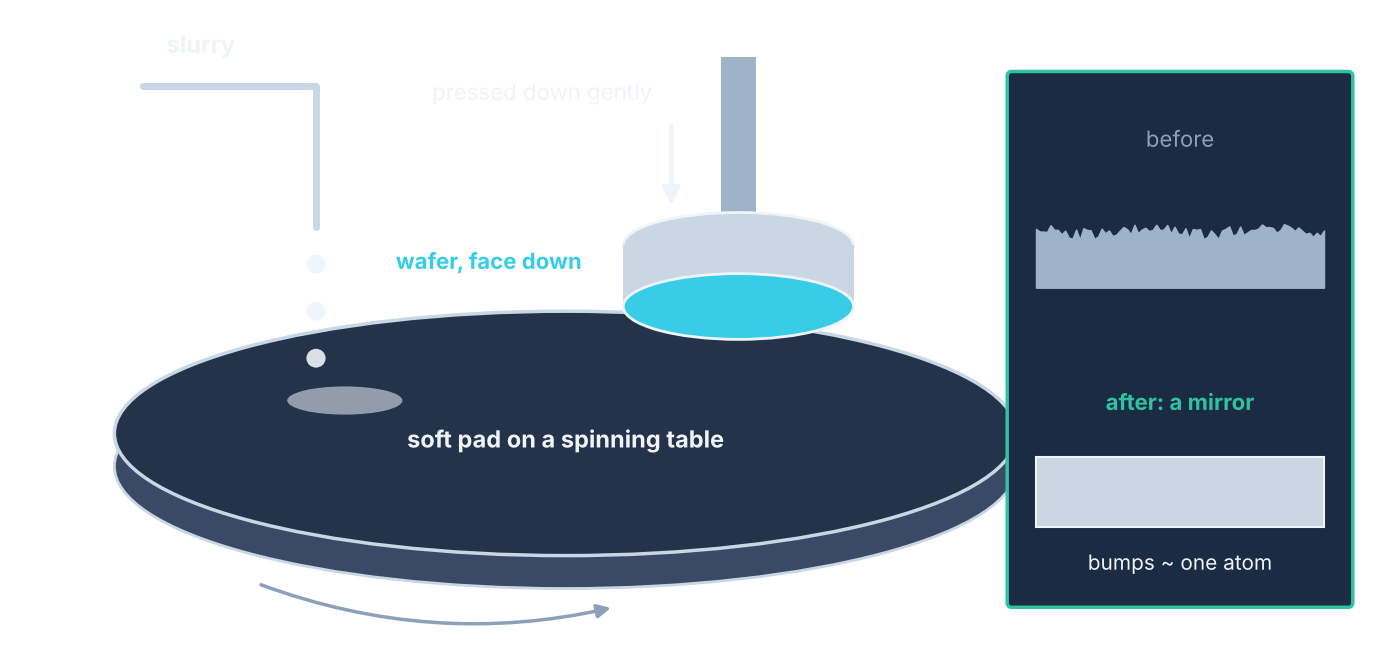 slurry
pressed down gently
wafer, face down
soft pad on a spinning table
before
after: a mirror
bumps ~ one atom